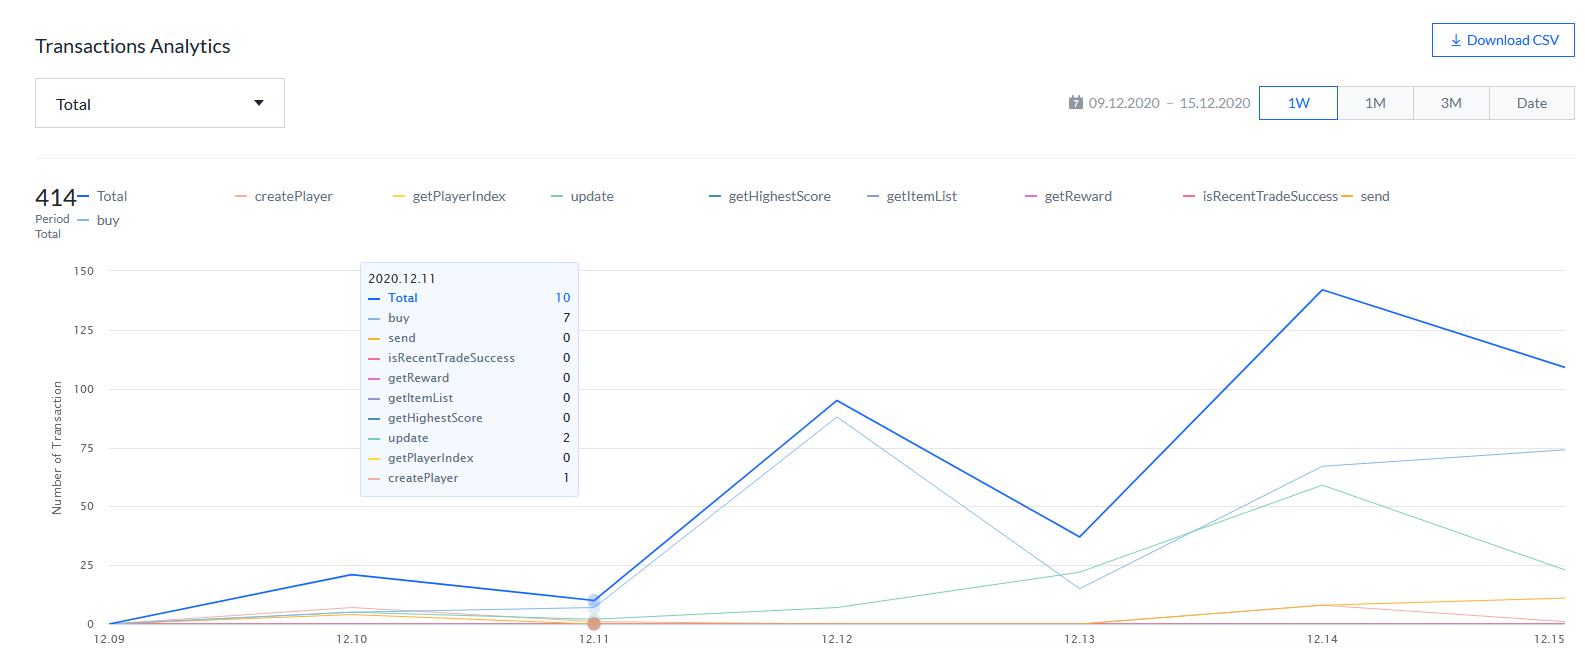 Transactions Analytics
Download CSV
Total
7 09.12.2020 – 15.12.2020 1W 1M 3M Date
414 Total createPlayer getPlayerIndex update getHighestScore getItemList getReward isRecentTradeSuccess send
Period buy
Total
2020.12.11
Total 10
buy 7
send 0
isRecentTradeSuccess 0
getReward 0
getItemList 0
getHighestScore 0
update 2
getPlayerIndex 0
createPlayer 1
Number of Transaction
150
125
100
75
50
25
0
12.09 12.10 12.11 12.12 12.13 12.14 12.15